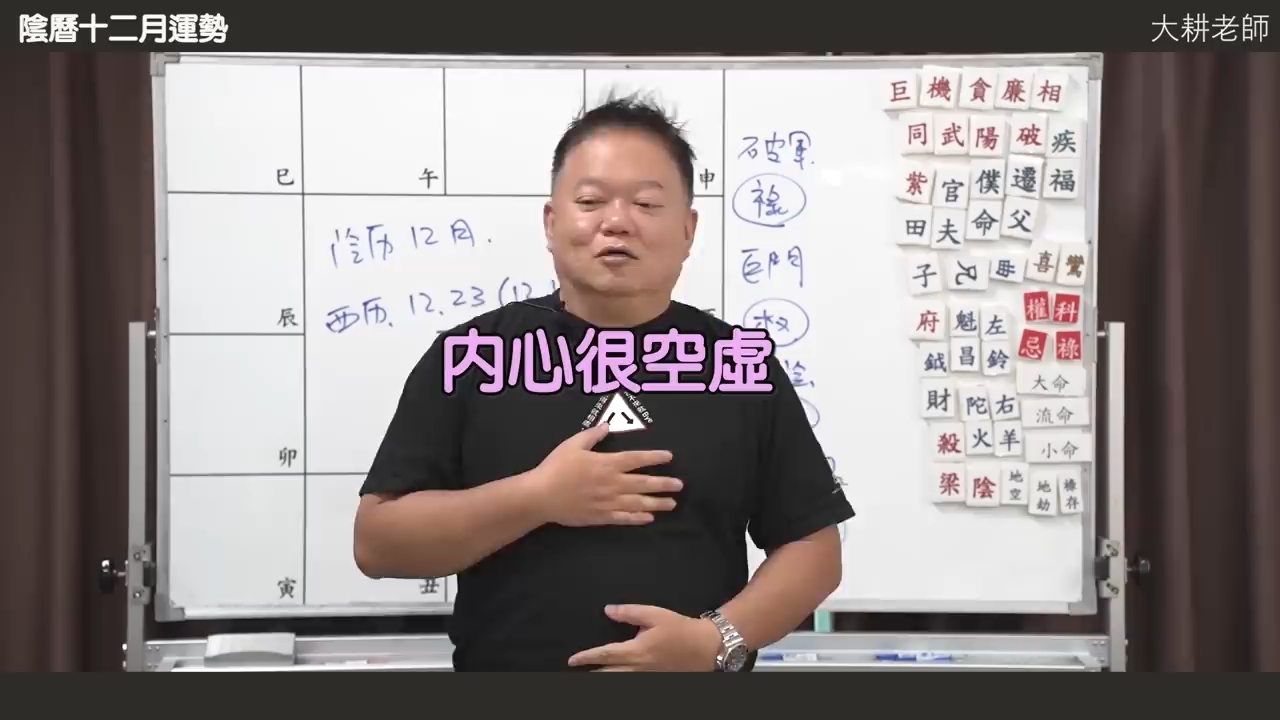 陰曆十二月運勢
大耕老師
巳
午
申
辰
卯
寅
丑
陰历 12月.
西历. 12. 23 (12.
破軍.
祿
巨門
权
巨 機 貪 廉 相
同 武 陽 破 疾
紫 官 僕 遷 福
田 夫 命 父
子 兄 毋 喜 鸞
府 魁 左 權 科
鉞 昌 鈴 忌 祿
財 陀 右 大命
流命
殺 火 羊 小命
梁 陰 地空 地劫 祿存
內心很空虛